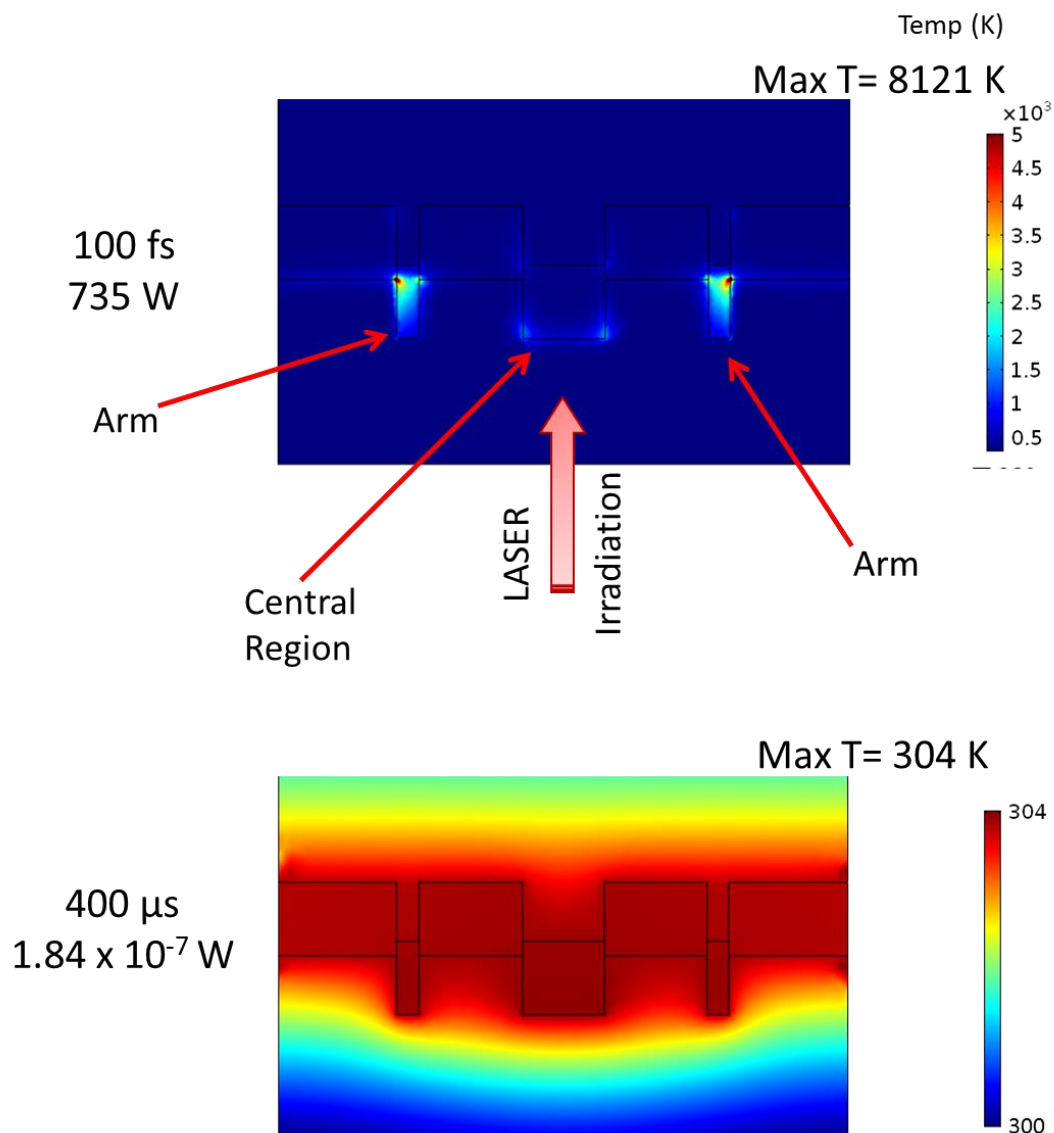 Temp (K)
Max T= 8121 K
×10³
5
4.5
4
3.5
3
2.5
2
1.5
1
0.5
100 fs
735 W
Arm
Central
Region
LASER
Irradiation
Arm
Max T= 304 K
304
300
400 µs
1.84 x 10⁻⁷ W